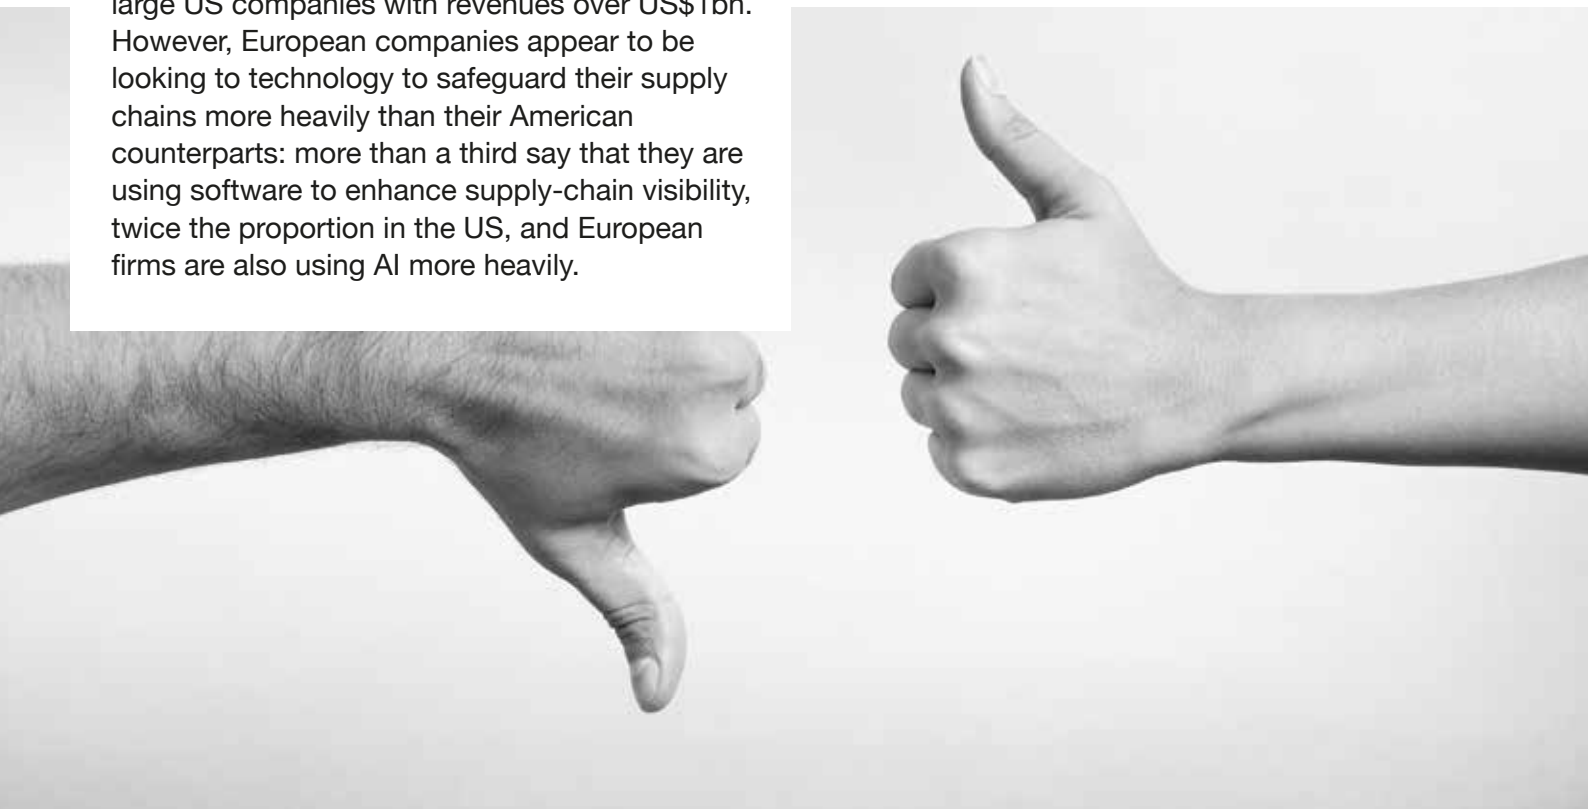 large US companies with revenues over US$1bn.
However, European companies appear to be
looking to technology to safeguard their supply
chains more heavily than their American
counterparts: more than a third say that they are
using software to enhance supply-chain visibility,
twice the proportion in the US, and European
firms are also using AI more heavily.